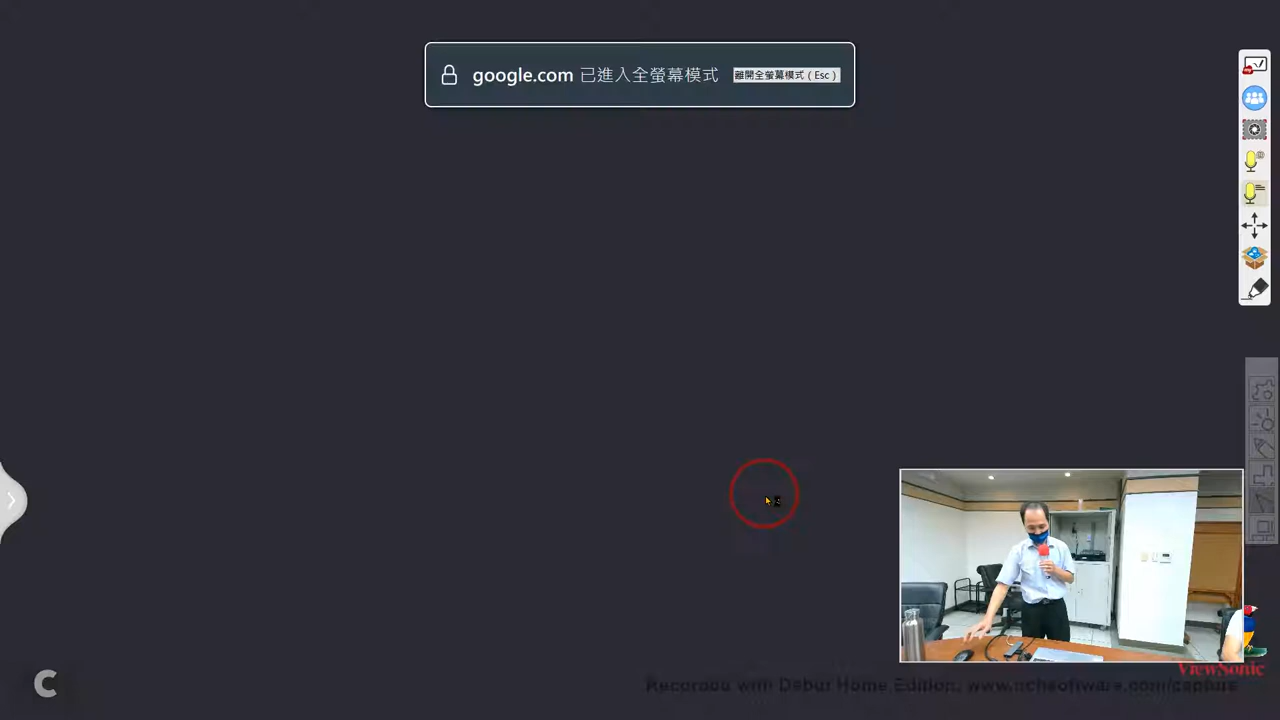 google.com 已進入全螢幕模式 離開全螢幕模式 ( Esc )
ViewSonic
Recorded with Debut Home Edition. www.nchsoftware.com/capture